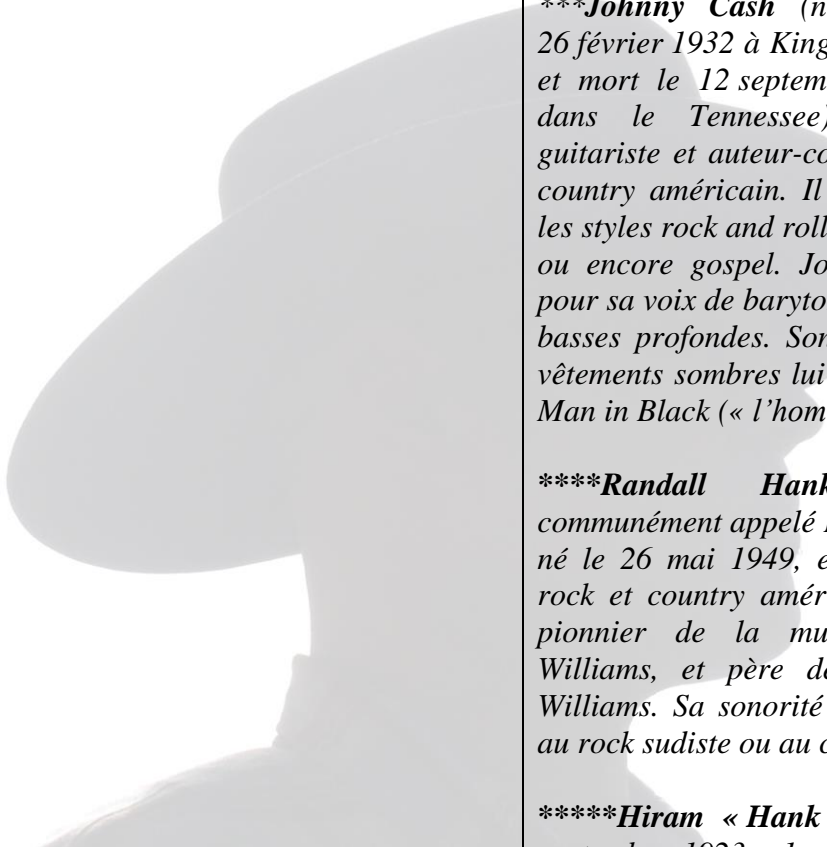 ***Johnny Cash (n
26 février 1932 à King
et mort le 12 septem
dans le Tennessee)
guitariste et auteur-co
country américain. Il
les styles rock and roll
ou encore gospel. Jo
pour sa voix de baryto
basses profondes. Son
vêtements sombres lui
Man in Black (« l'hom
****Randall Hank
communément appelé
né le 26 mai 1949, e
rock et country amér
pionnier de la mu
Williams, et père de
Williams. Sa sonorité
au rock sudiste ou au c
*****Hiram « Hank
1923